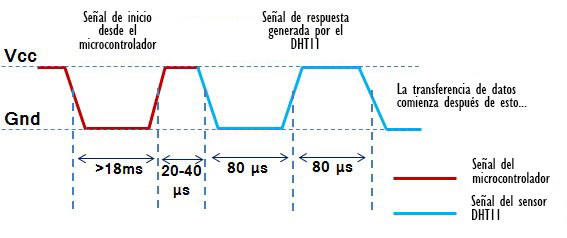 Señal de inicio
desde el
microcontrolador
Señal de respuesta
generada por el
DHT11
Vcc
Gnd
La transferencia de datos
comienza después de esto...
>18ms
20-40
µs
80 µs
80 µs
Señal del
microcontrolador
Señal del sensor
DHT11